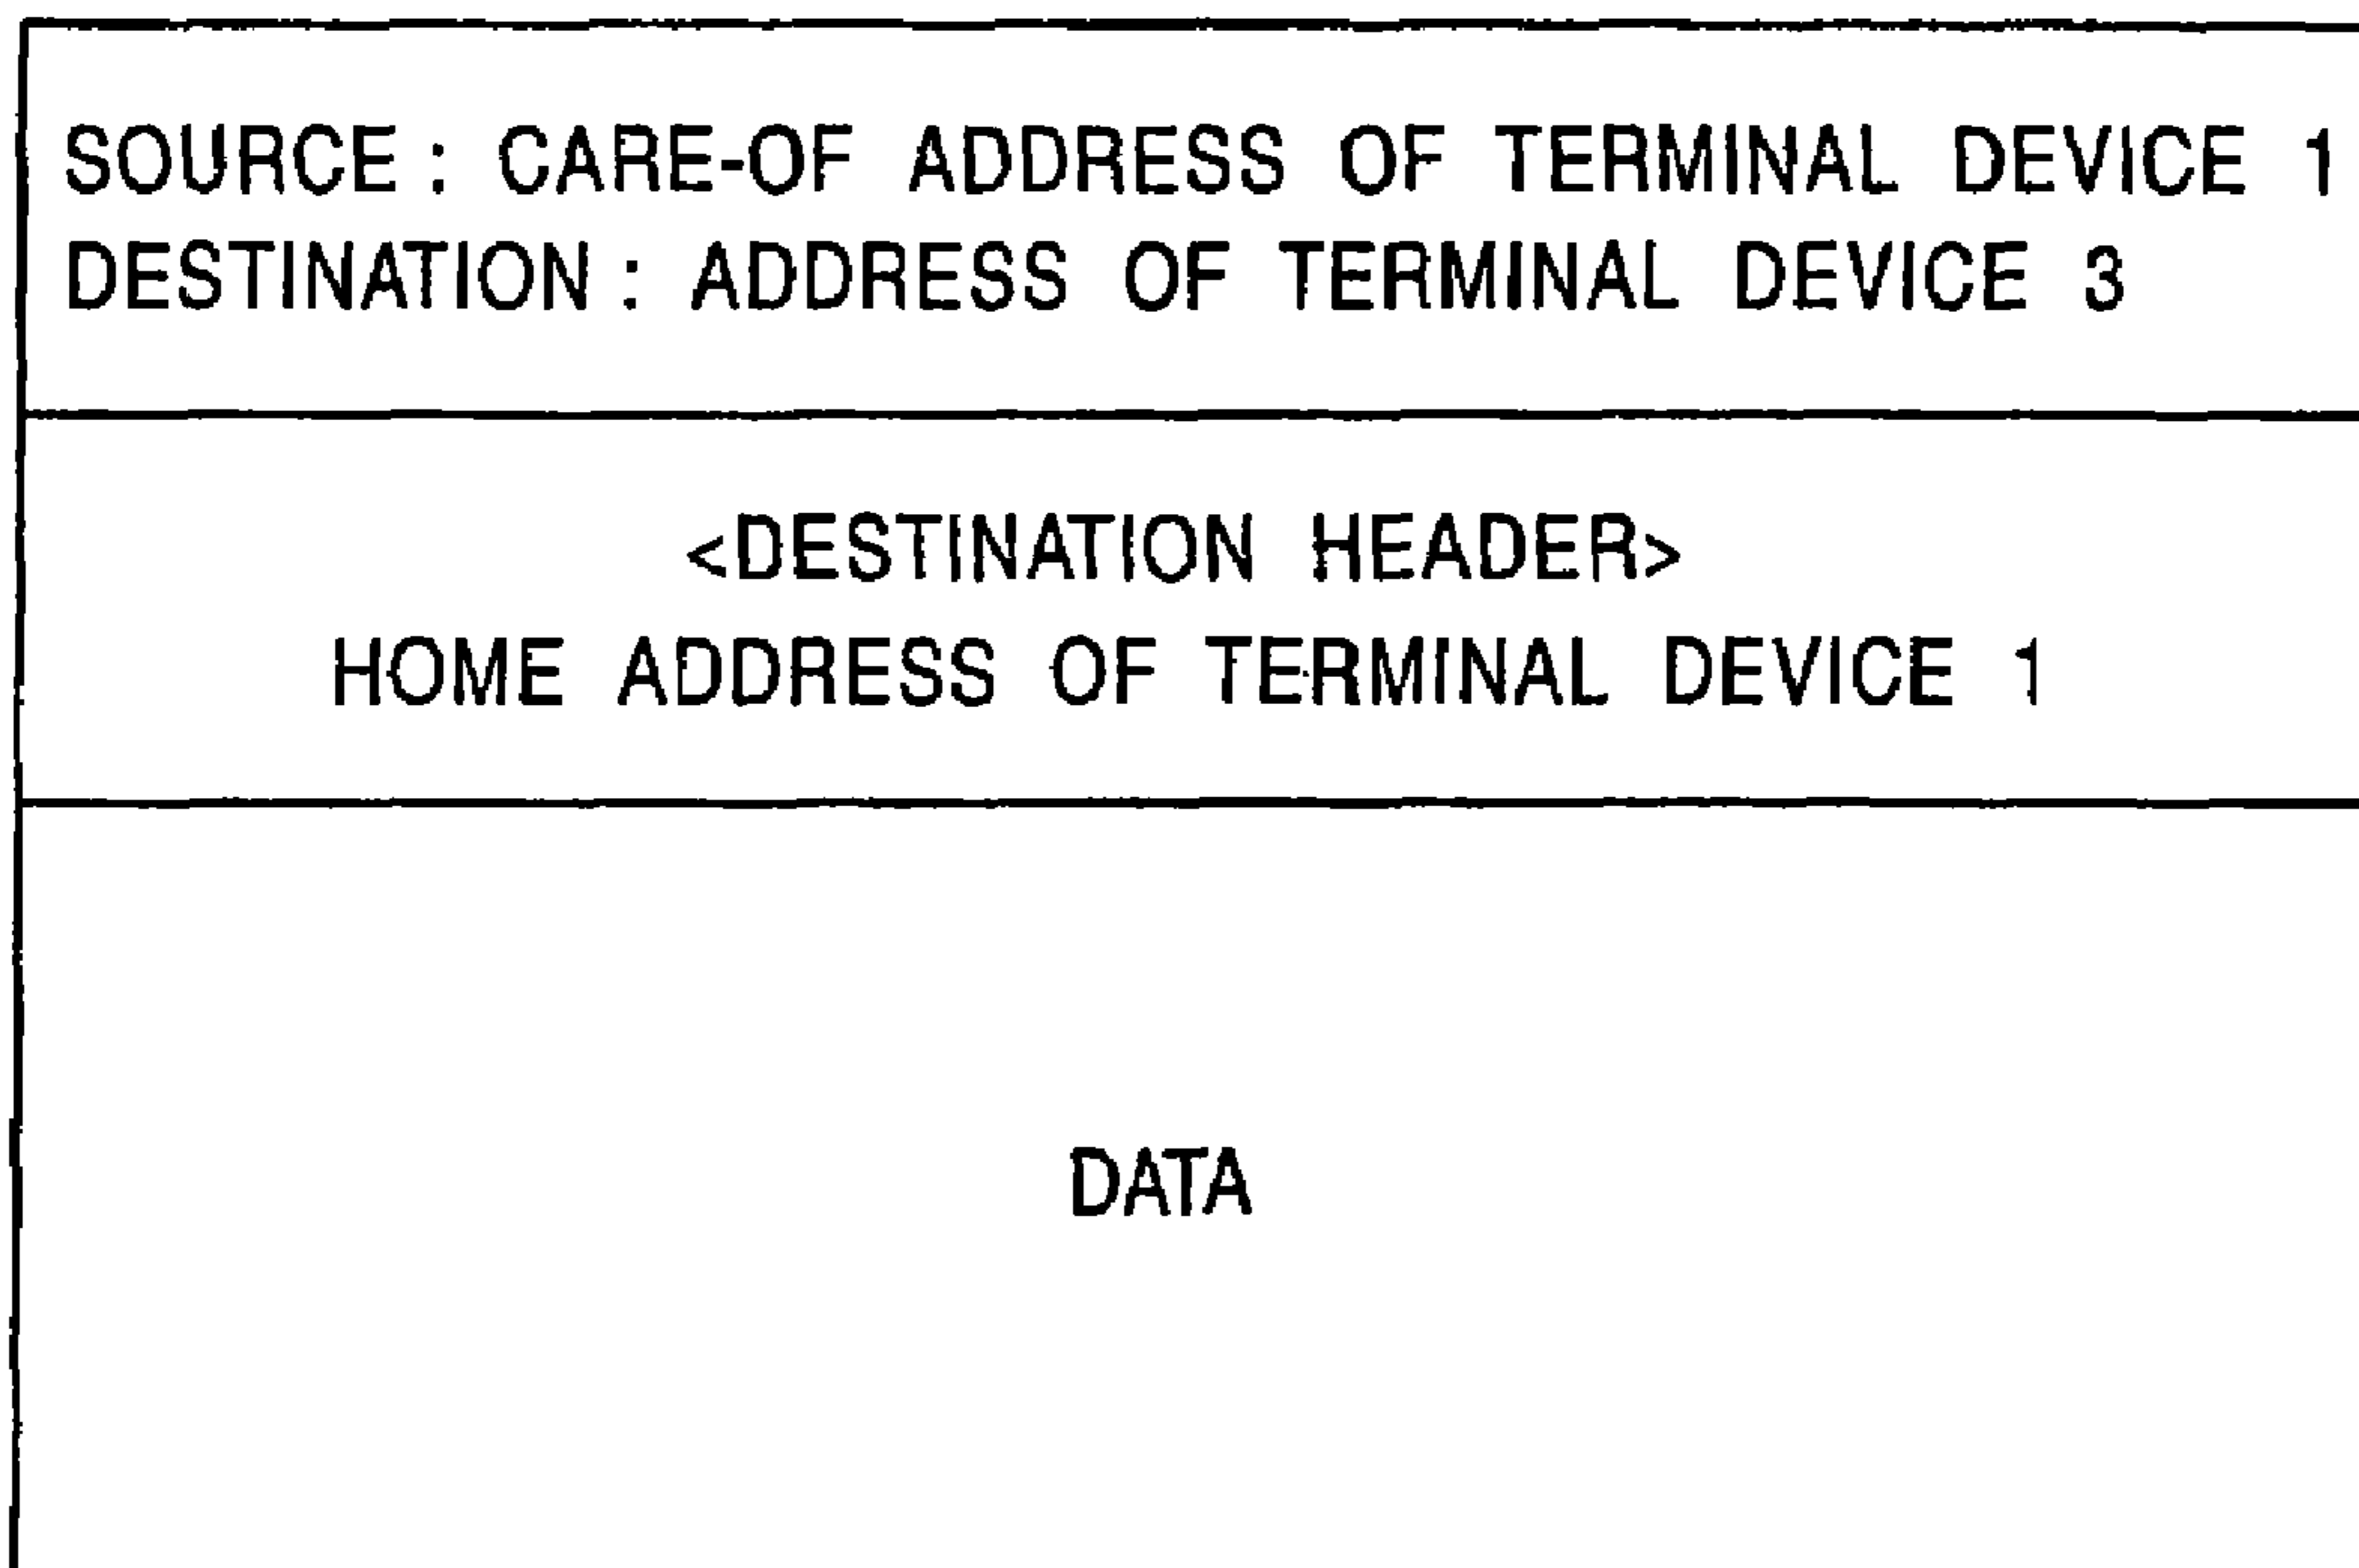 SOURCE: CARE-OF ADDRESS OF TERMINAL DEVICE 1
DESTINATION: ADDRESS OF TERMINAL DEVICE 3
<DESTINATION HEADER>
HOME ADDRESS OF TERMINAL DEVICE 1
DATA